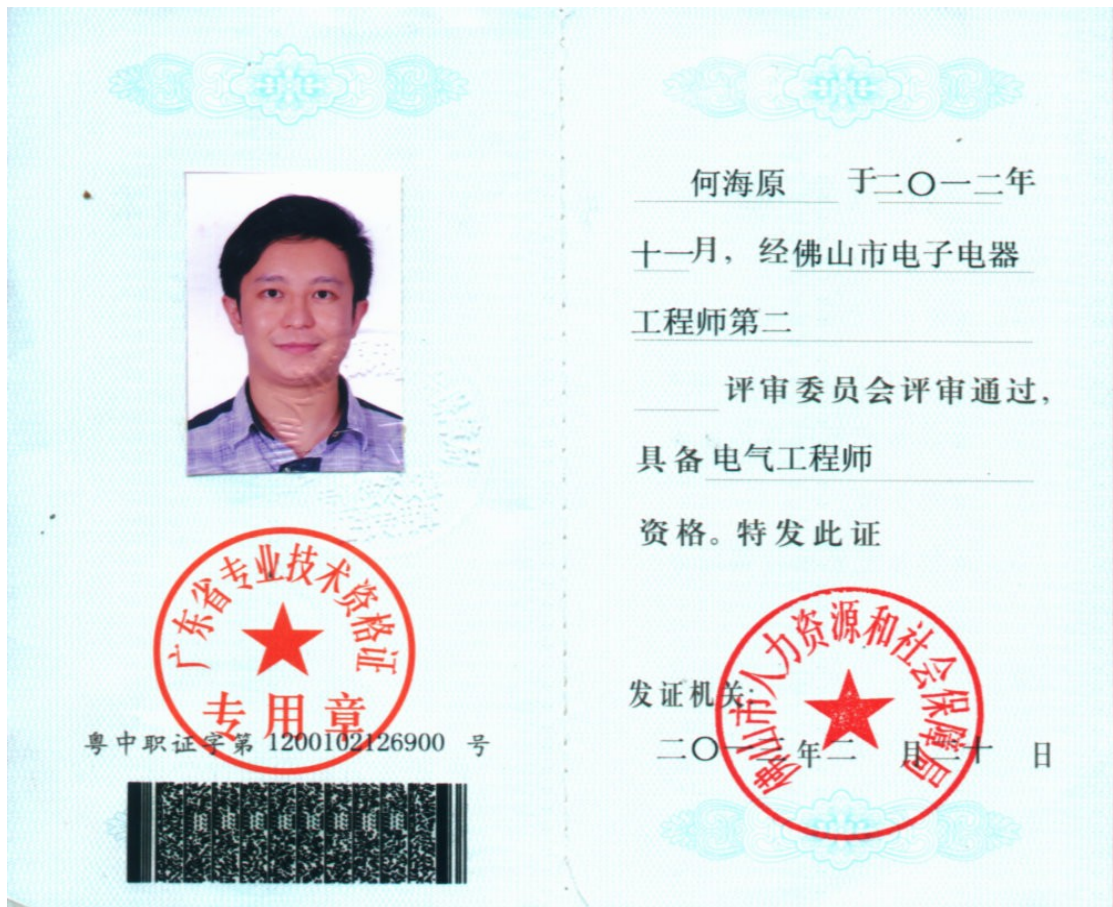 广东省专业技术资格证
专用章
粤中职证字第 1200102126900 号
何海原 于二〇一二年
十一月，经佛山市电子电器
工程师第二
评审委员会评审通过，
具备电气工程师
资格。特发此证
佛山市人力资源和社会保障局
发证机关：
二〇一三年二月二十日